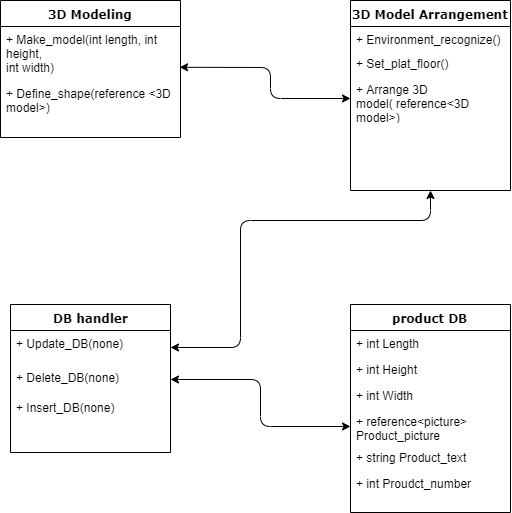 3D Modeling
+ Make_model(int length, int
height,
int width)
+ Define_shape(reference <3D
model>)
3D Model Arrangement
+ Environment_recognize()
+ Set_plat_floor()
+ Arrange 3D
model( reference<3D
model>)
DB handler
+ Update_DB(none)
+ Delete_DB(none)
+ Insert_DB(none)
product DB
+ int Length
+ int Height
+ int Width
+ reference<picture>
Product_picture
+ string Product_text
+ int Proudct_number